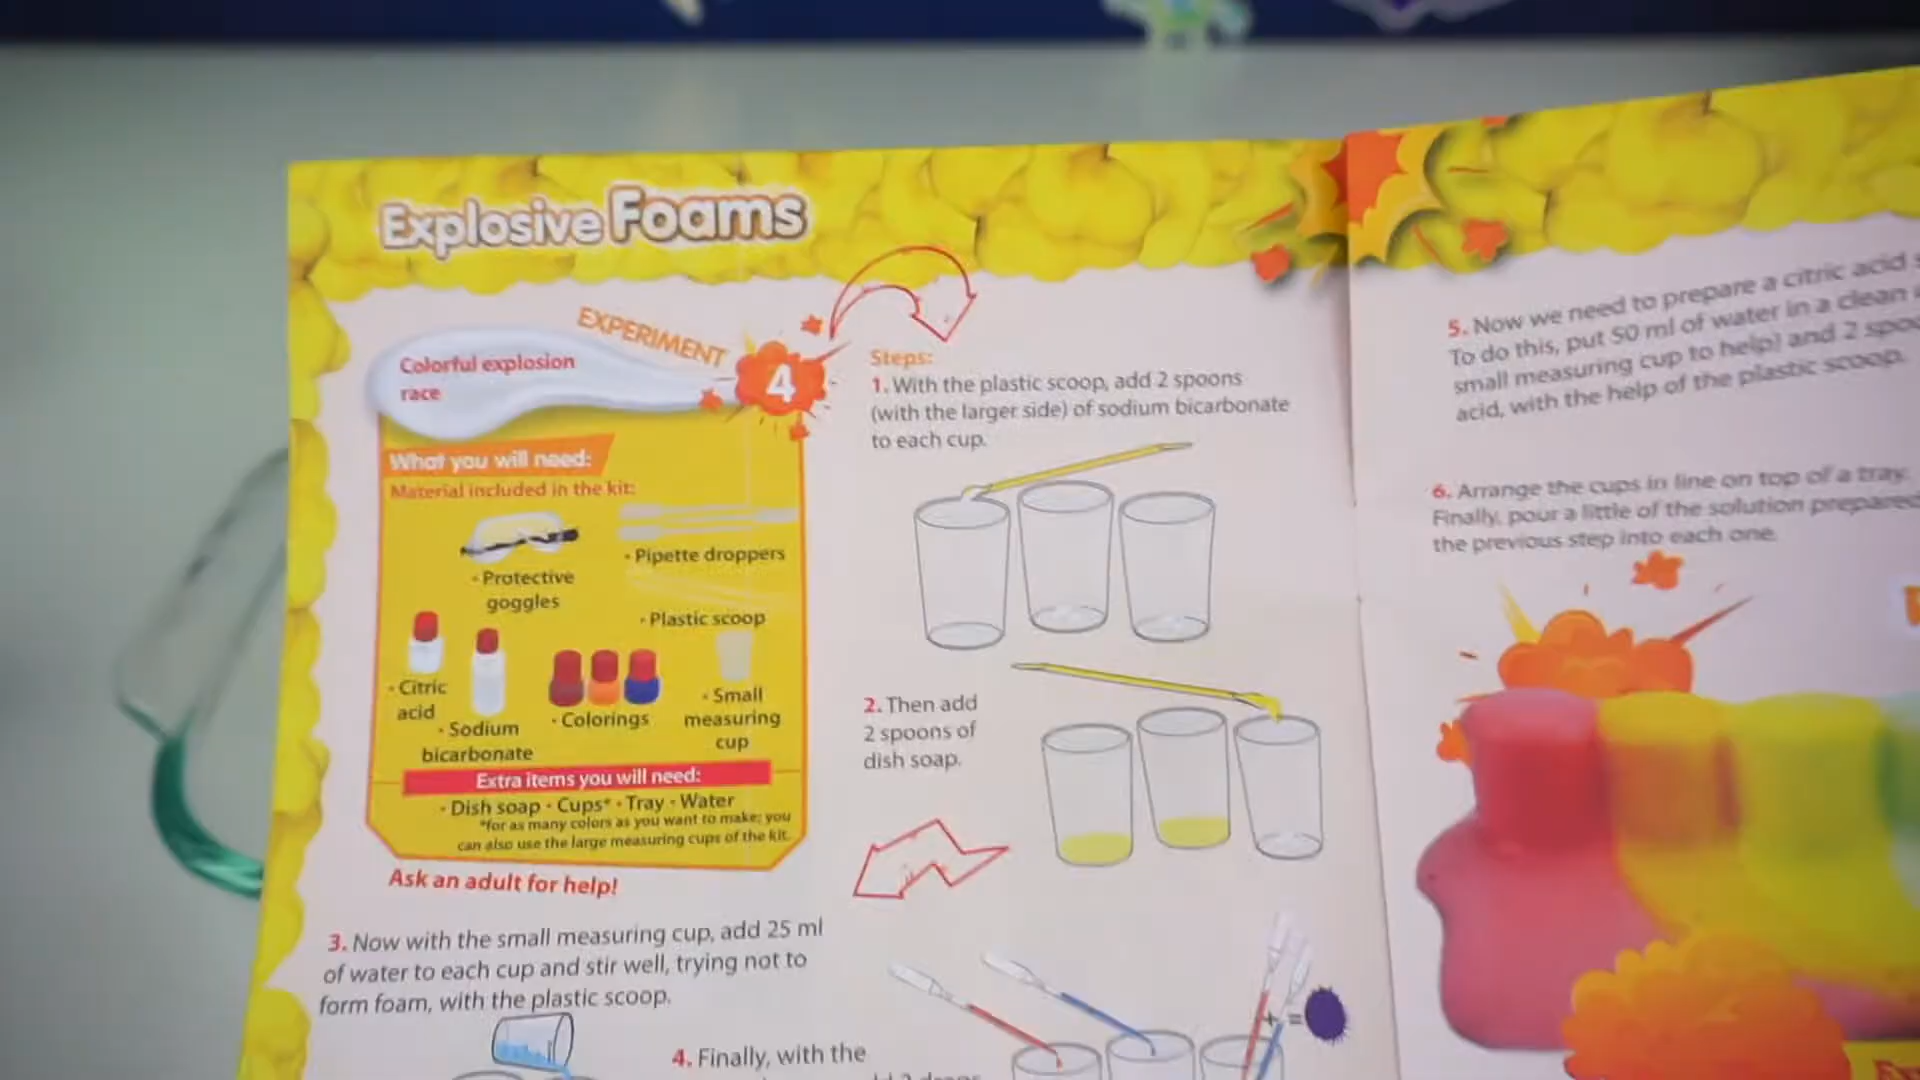 Explosive Foams
EXPERIMENT
4
Colorful explosion
race
What you will need:
Material included in the kit:
• Protective
goggles
• Pipette droppers
• Plastic scoop
• Citric
acid
• Sodium
bicarbonate
• Colorings
• Small
measuring
cup
Extra items you will need:
• Dish soap • Cups* • Tray • Water
*for as many colors as you want to make; you
can also use the large measuring cups of the kit.
Ask an adult for help!
Steps:
1. With the plastic scoop, add 2 spoons
(with the larger side) of sodium bicarbonate
to each cup.
2. Then add
2 spoons of
dish soap.
3. Now with the small measuring cup, add 25 ml
of water to each cup and stir well, trying not to
form foam, with the plastic scoop.
4. Finally, with the
+ =
5. Now we need to prepare a citric acid
To do this, put 50 ml of water in a clean
small measuring cup to help) and 2
acid, with the help of the plastic scoop.
6. Arrange the cups in line on top of a tray.
Finally, pour a little of the solution prepared
the previous step into each one.